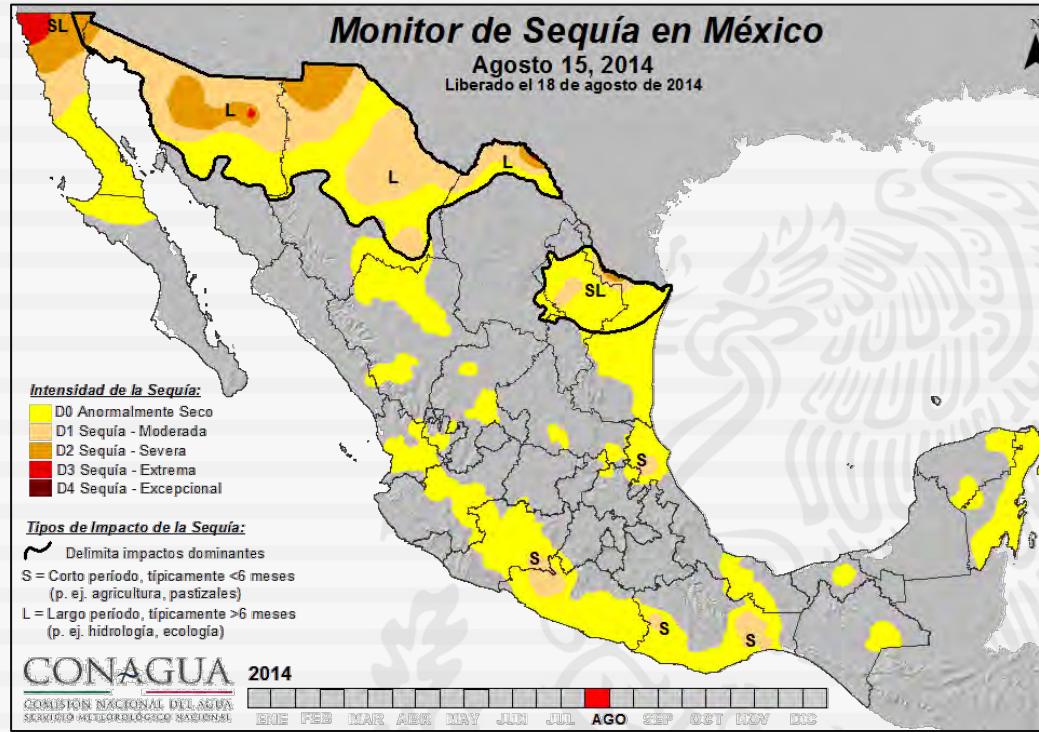 Monitor de Sequía en México
Agosto 15, 2014
Liberado el 18 de agosto de 2014
N
SL
L
L
L
SL
S
S
S
S
Intensidad de la Sequía:
D0 Anormalmente Seco
D1 Sequía - Moderada
D2 Sequía - Severa
D3 Sequía - Extrema
D4 Sequía - Excepcional
Tipos de Impacto de la Sequía:
Delimita impactos dominantes
S = Corto período, típicamente <6 meses
(p. ej. agricultura, pastizales)
L = Largo período, típicamente >6 meses
(p. ej. hidrología, ecología)
CONAGUA
COMISIÓN NACIONAL DEL AGUA
SERVICIO METEOROLÓGICO NACIONAL
2014
ENE FEB MAR ABR MAY JUN JUL AGO SEP OCT NOV DIC